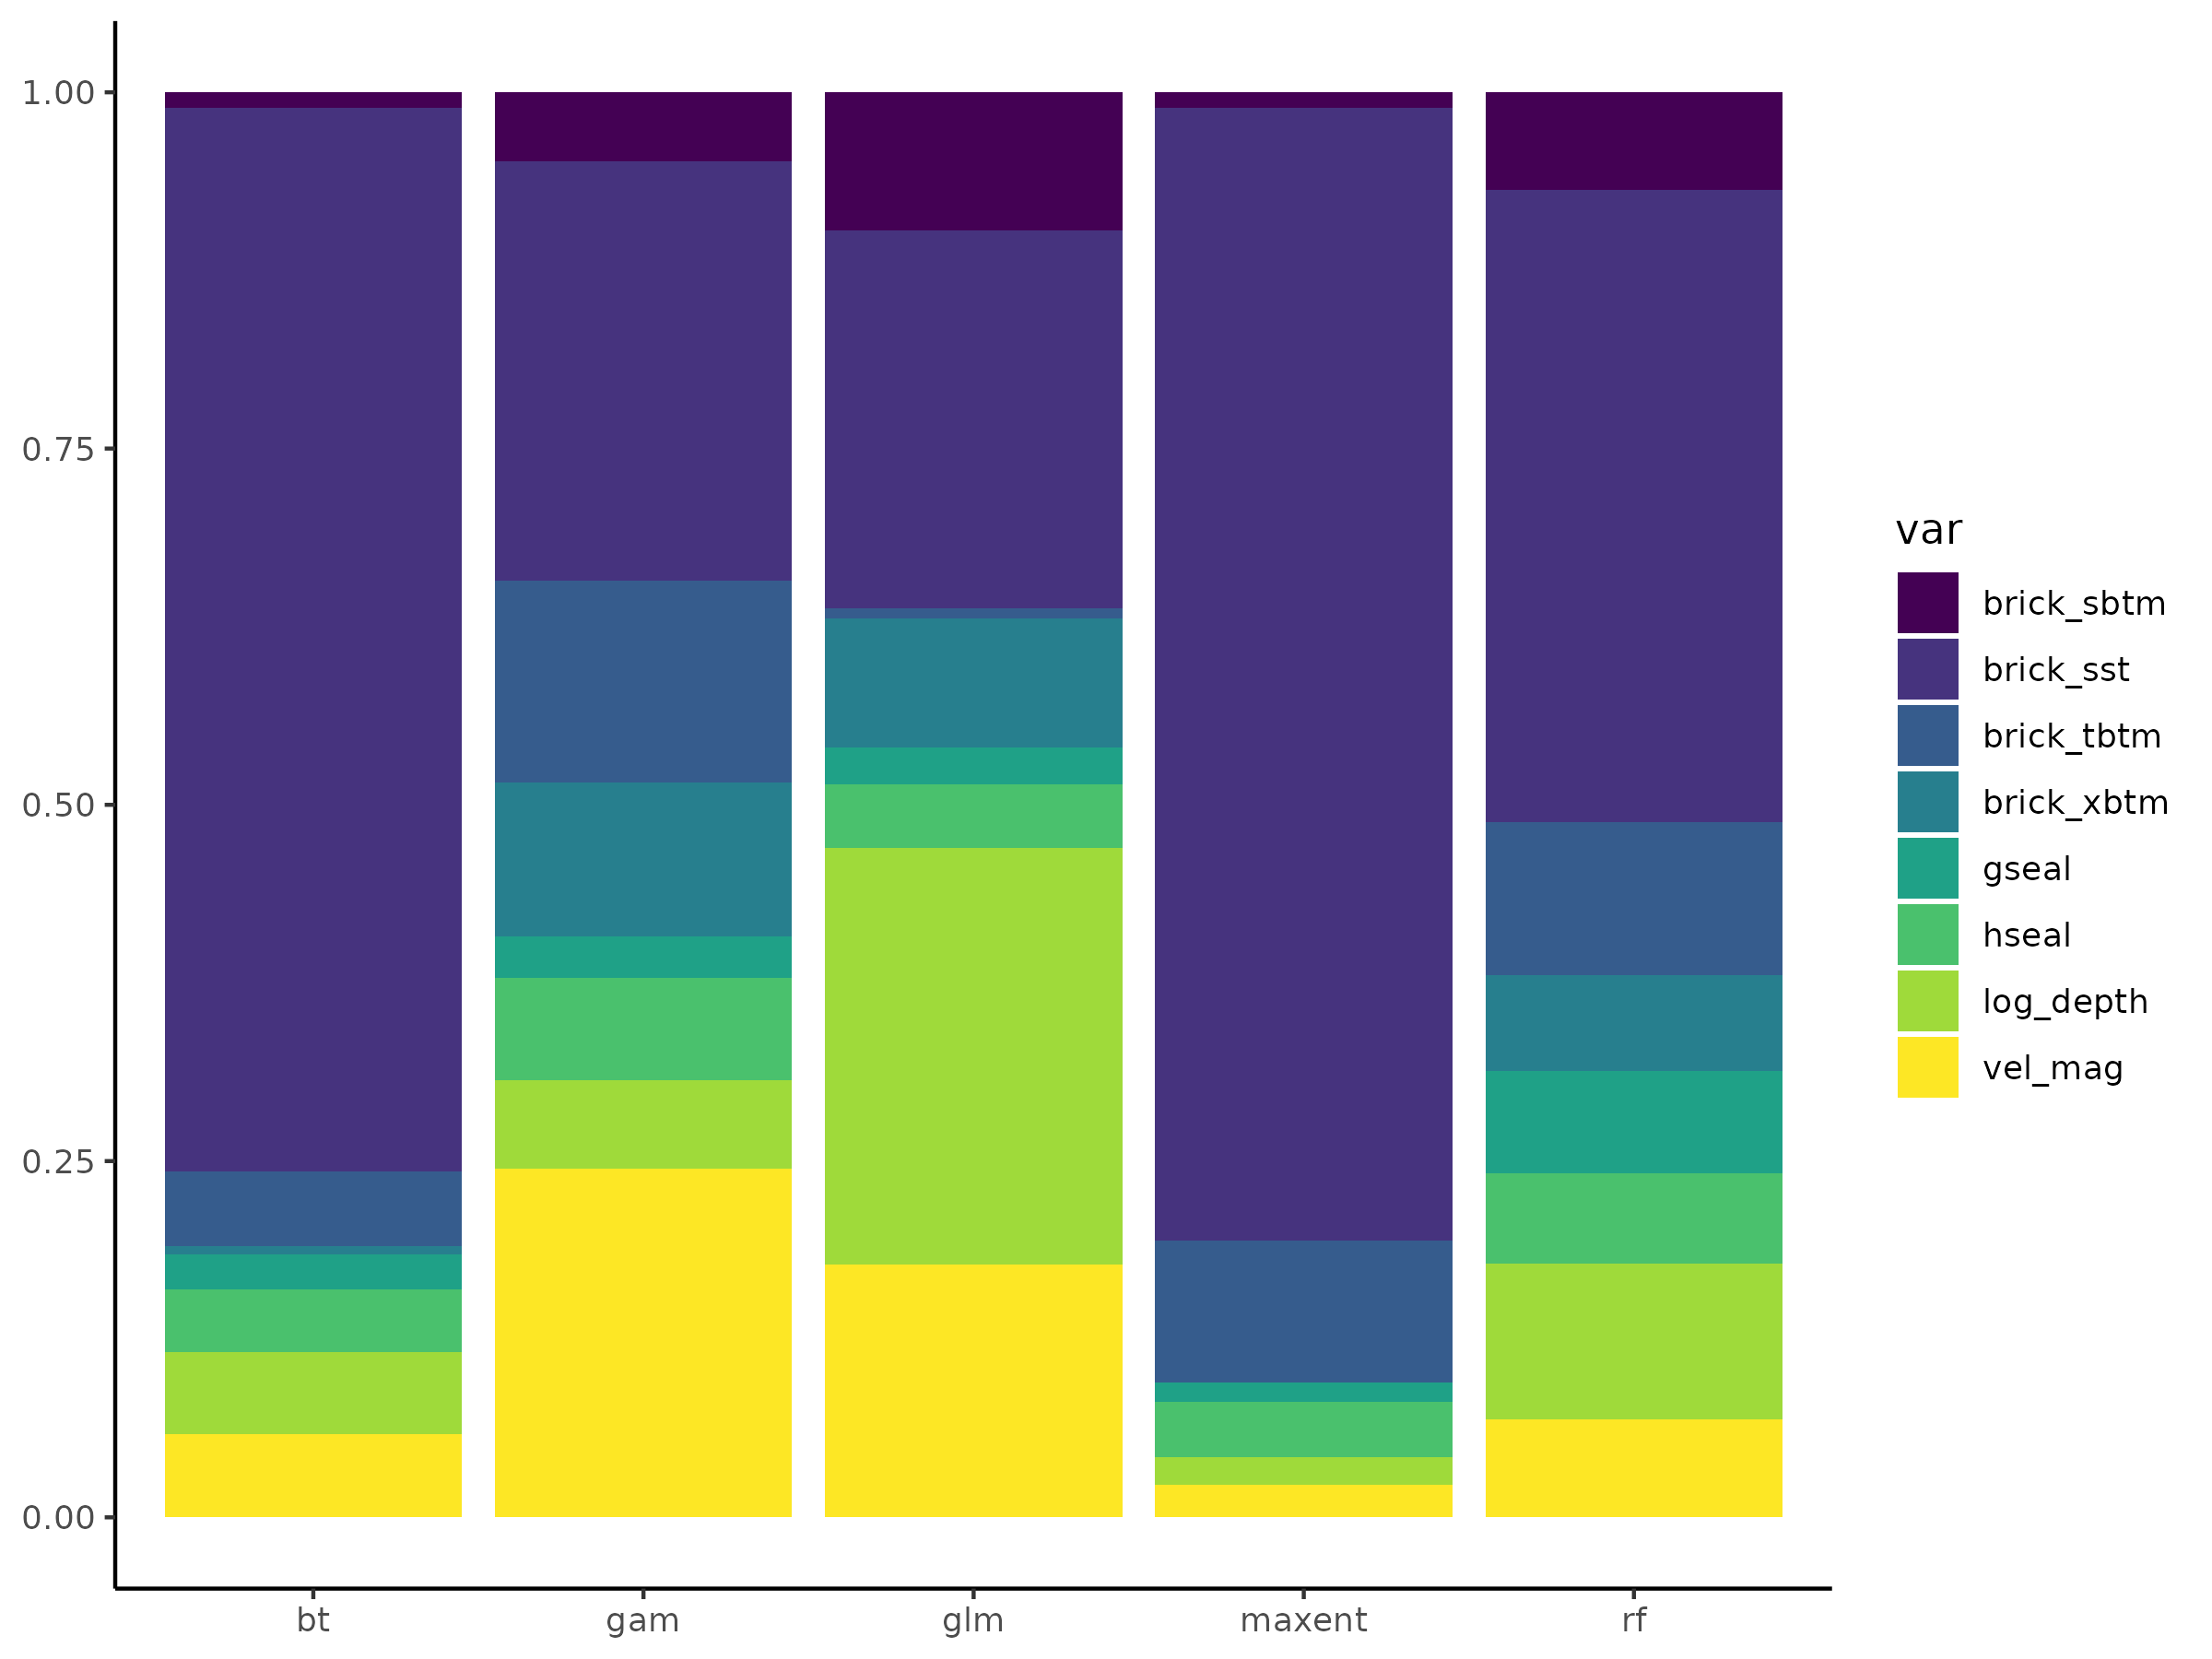 1.00
0.75
0.50
0.25
0.00
bt
gam
glm
maxent
rf
var
brick_sbtm
brick_sst
brick_tbtm
brick_xbtm
gseal
hseal
log_depth
vel_mag